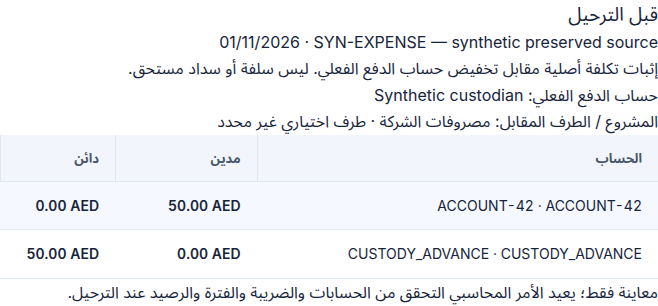 قبل الترحيل
01/11/2026 · SYN-EXPENSE — synthetic preserved source
إثبات تكلفة أصلية مقابل تخفيض حساب الدفع الفعلي. ليس سلفة أو سداد مستحق.
حساب الدفع الفعلي: Synthetic custodian
المشروع / الطرف المقابل: مصروفات الشركة · طرف اختياري غير محدد
الحساب مدين دائن
ACCOUNT-42 · ACCOUNT-42 50.00 AED 0.00 AED
CUSTODY_ADVANCE · CUSTODY_ADVANCE 0.00 AED 50.00 AED
معاينة فقط؛ يعيد الأمر المحاسبي التحقق من الحسابات والضريبة والفترة والرصيد عند الترحيل.